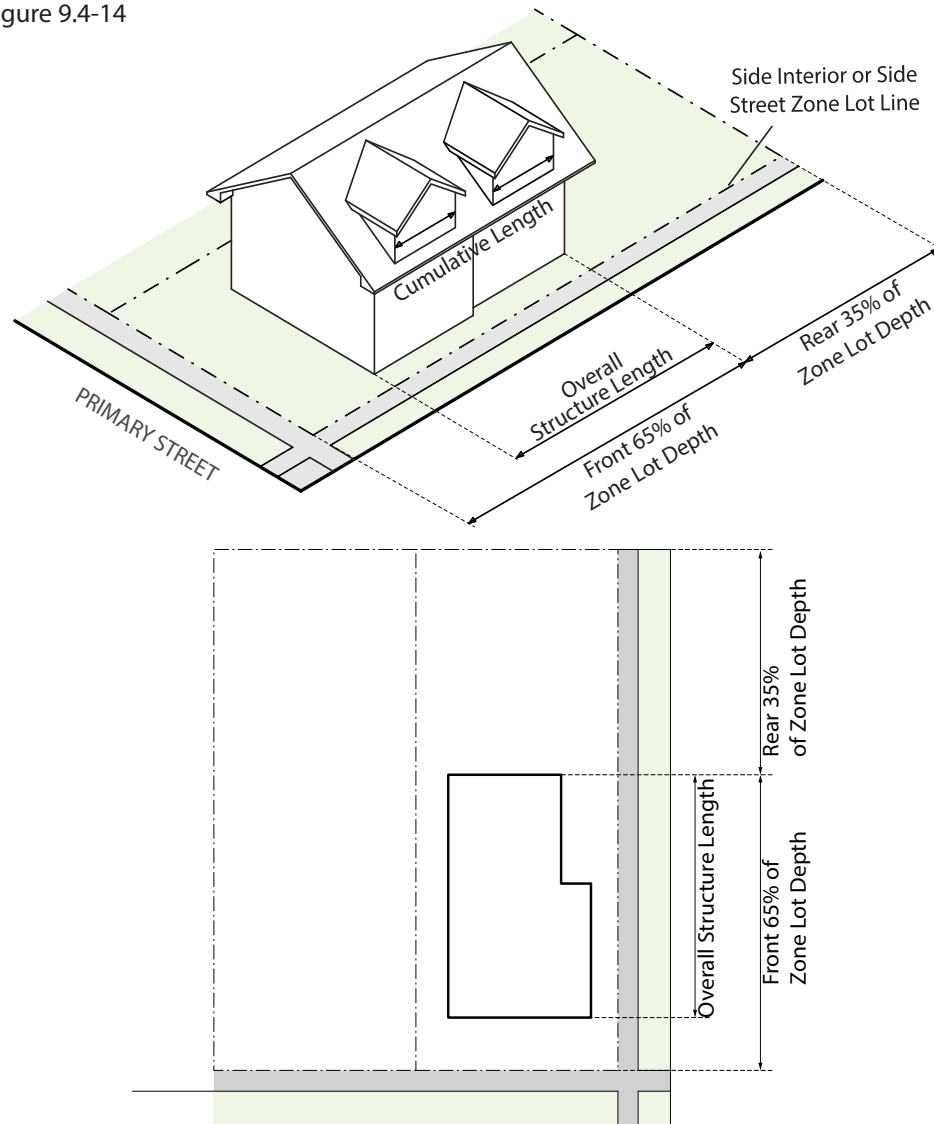 gure 9.4-14
Side Interior or Side
Street Zone Lot Line
Cumulative Length
Rear 35% of
Zone Lot Depth
Overall
Structure Length
Front 65% of
Zone Lot Depth
PRIMARY STREET
Rear 35%
of Zone Lot Depth
Overall Structure Length
Front 65% of
Zone Lot Depth